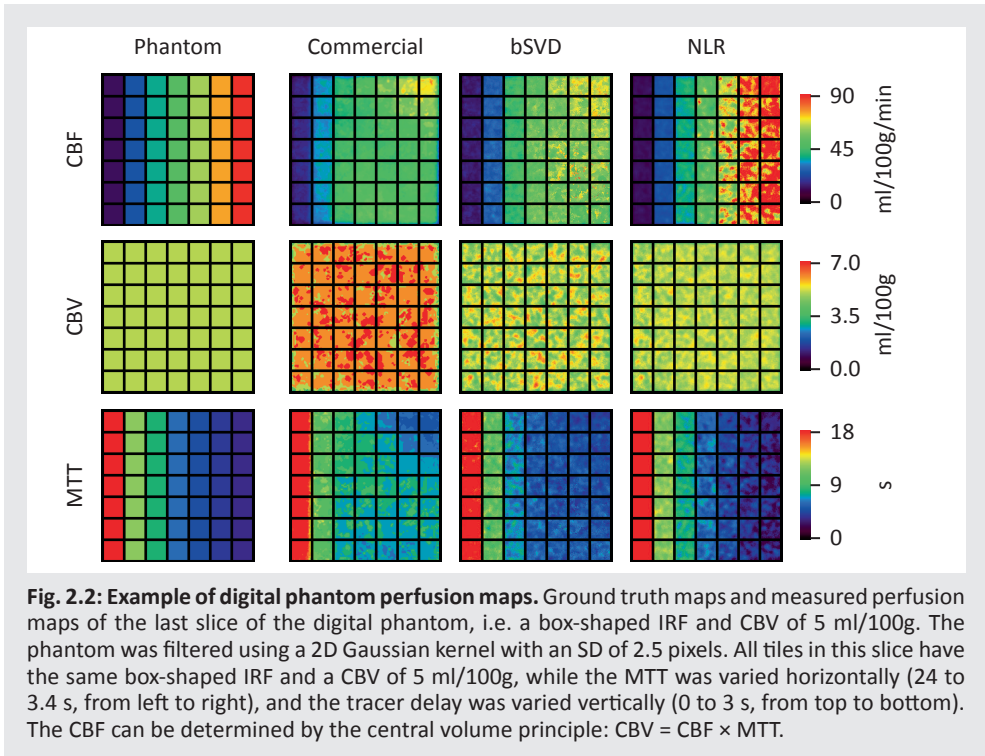 Phantom Commercial bSVD NLR
CBF
90
45
0
ml/100g/min
CBV
7.0
3.5
0.0
ml/100g
MTT
18
9
0
s
Fig. 2.2: Example of digital phantom perfusion maps. Ground truth maps and measured perfusion
maps of the last slice of the digital phantom, i.e. a box-shaped IRF and CBV of 5 ml/100g. The
phantom was filtered using a 2D Gaussian kernel with an SD of 2.5 pixels. All tiles in this slice have
the same box-shaped IRF and a CBV of 5 ml/100g, while the MTT was varied horizontally (24 to
3.4 s, from left to right), and the tracer delay was varied vertically (0 to 3 s, from top to bottom).
The CBF can be determined by the central volume principle: CBV = CBF × MTT.